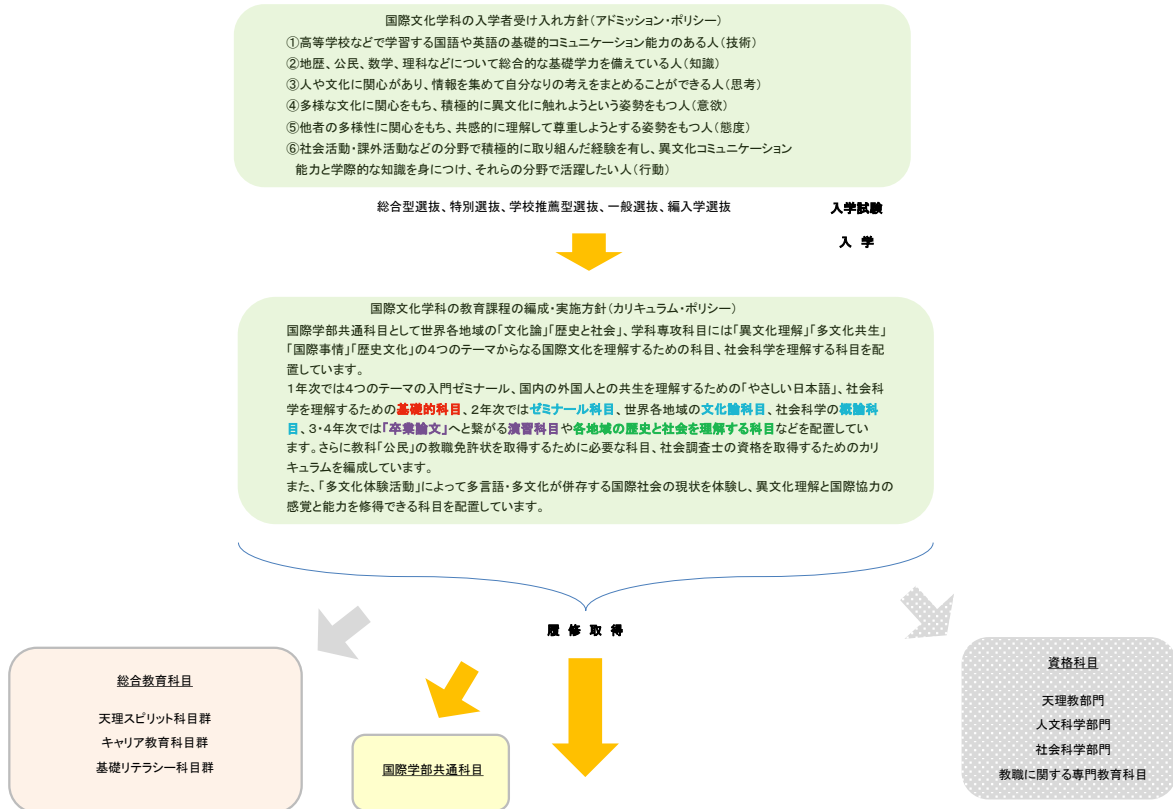 国際文化学科の入学者受け入れ方針(アドミッション・ポリシー)
①高等学校などで学習する国語や英語の基礎的コミュニケーション能力のある人(技術)
②地歴、公民、数学、理科などについて総合的な基礎学力を備えている人(知識)
③人や文化に関心があり、情報を集めて自分なりの考えをまとめることができる人(思考)
④多様な文化に関心をもち、積極的に異文化に触れようという姿勢をもつ人(意欲)
⑤他者の多様性に関心をもち、共感的に理解して尊重しようとする姿勢をもつ人(態度)
⑥社会活動・課外活動などの分野で積極的に取り組んだ経験を有し、異文化コミュニケーション
能力と学際的な知識を身につけ、それらの分野で活躍したい人(行動)
総合型選抜、特別選抜、学校推薦型選抜、一般選抜、編入学選抜
入学試験
入 学
国際文化学科の教育課程の編成・実施方針(カリキュラム・ポリシー)
国際学部共通科目として世界各地域の「文化論」「歴史と社会」、学科専攻科目には「異文化理解」「多文化共生」
「国際事情」「歴史文化」の4つのテーマからなる国際文化を理解するための科目、社会科学を理解する科目を配
置しています。
1年次では4つのテーマの入門ゼミナール、国内の外国人との共生を理解するための「やさしい日本語」、社会科
学を理解するための基礎的科目、2年次ではゼミナール科目、世界各地域の文化論科目、社会科学の概論科
目、3・4年次では「卒業論文」へと繋がる演習科目や各地域の歴史と社会を理解する科目などを配置してい
ます。さらに教科「公民」の教職免許状を取得するために必要な科目、社会調査士の資格を取得するためのカリ
キュラムを編成しています。
また、「多文化体験活動」によって多言語・多文化が併存する国際社会の現状を体験し、異文化理解と国際協力の
感覚と能力を修得できる科目を配置しています。
履 修 取 得
総合教育科目
天理スピリット科目群
キャリア教育科目群
基礎リテラシー科目群
国際学部共通科目
資格科目
天理教部門
人文科学部門
社会科学部門
教職に関する専門教育科目